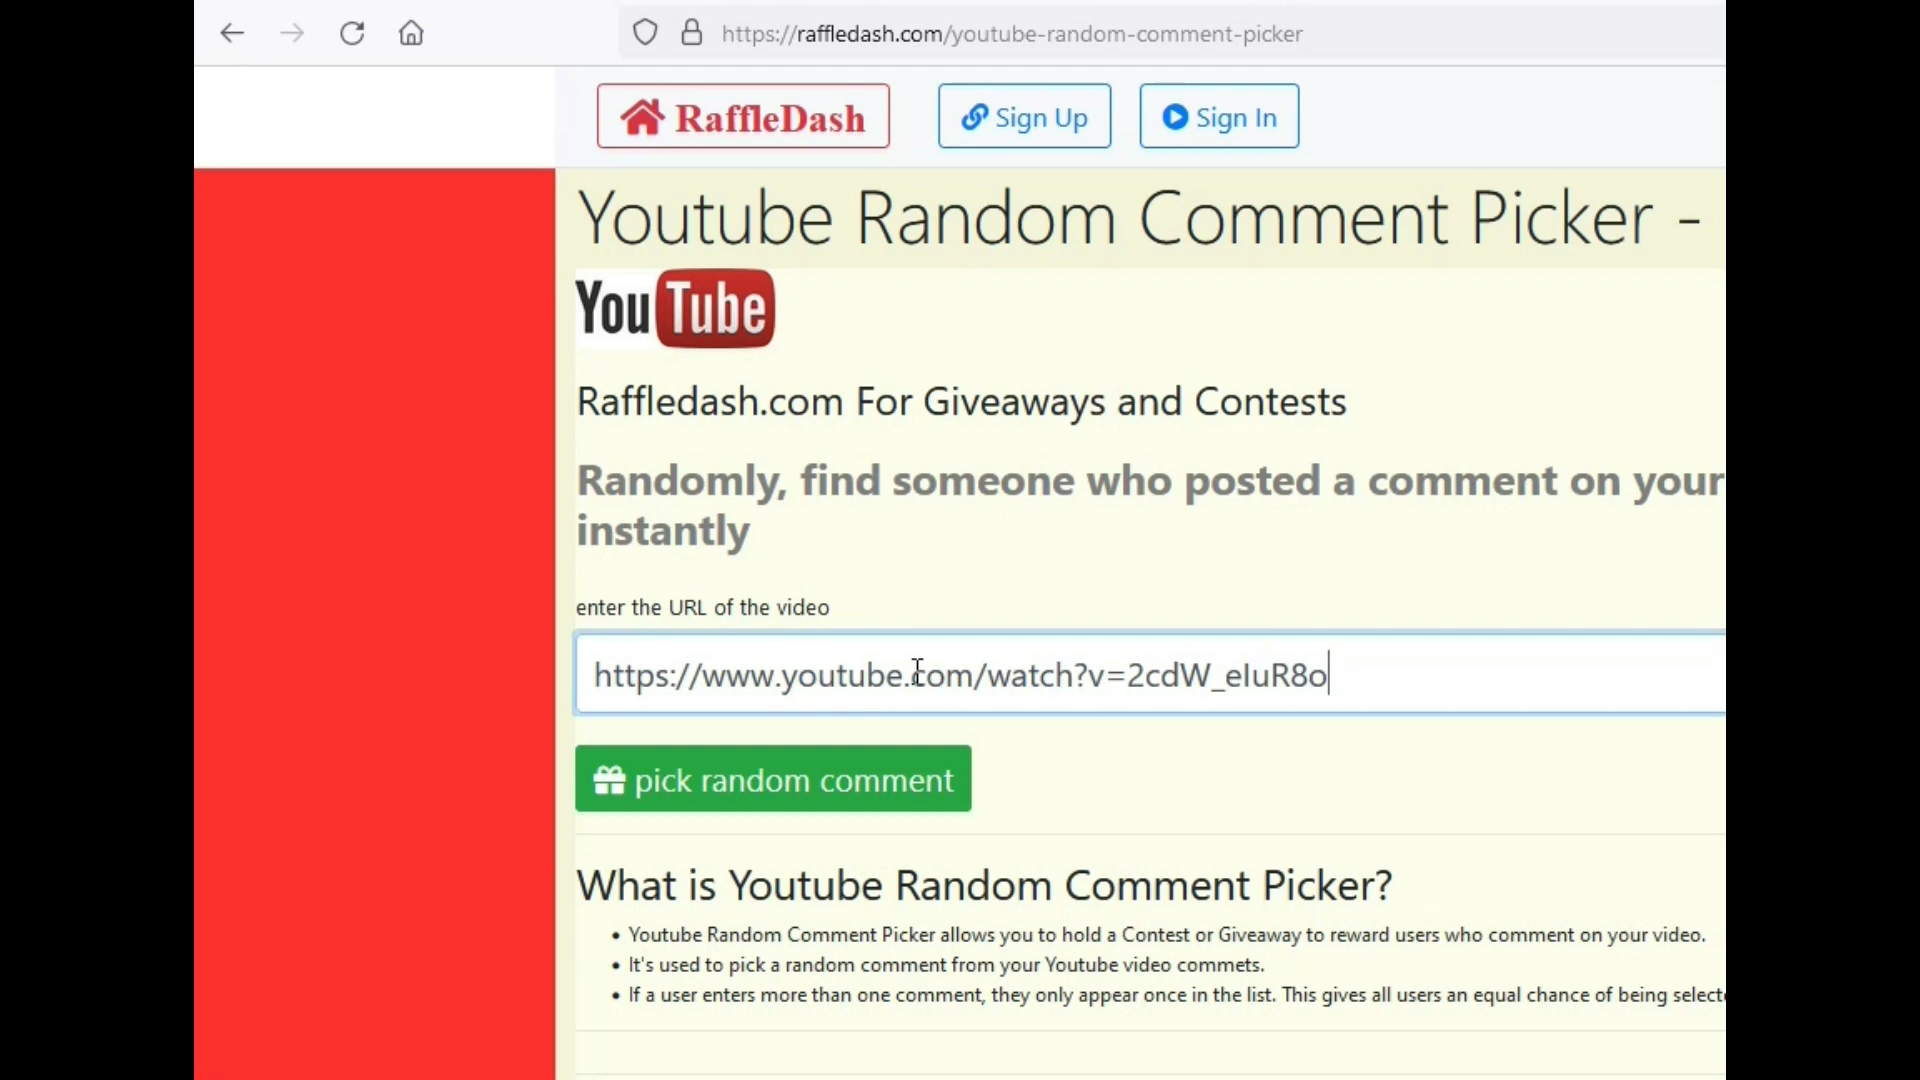 https://raffledash.com/youtube-random-comment-picker
RaffleDash
Sign Up
Sign In
Youtube Random Comment Picker -
YouTube
Raffledash.com For Giveaways and Contests
Randomly, find someone who posted a comment on your
instantly
enter the URL of the video
https://www.youtube.com/watch?v=2cdW_eIuR8o
pick random comment
What is Youtube Random Comment Picker?
• Youtube Random Comment Picker allows you to hold a Contest or Giveaway to reward users who comment on your video.
• It's used to pick a random comment from your Youtube video commets.
• If a user enters more than one comment, they only appear once in the list. This gives all users an equal chance of being selecte